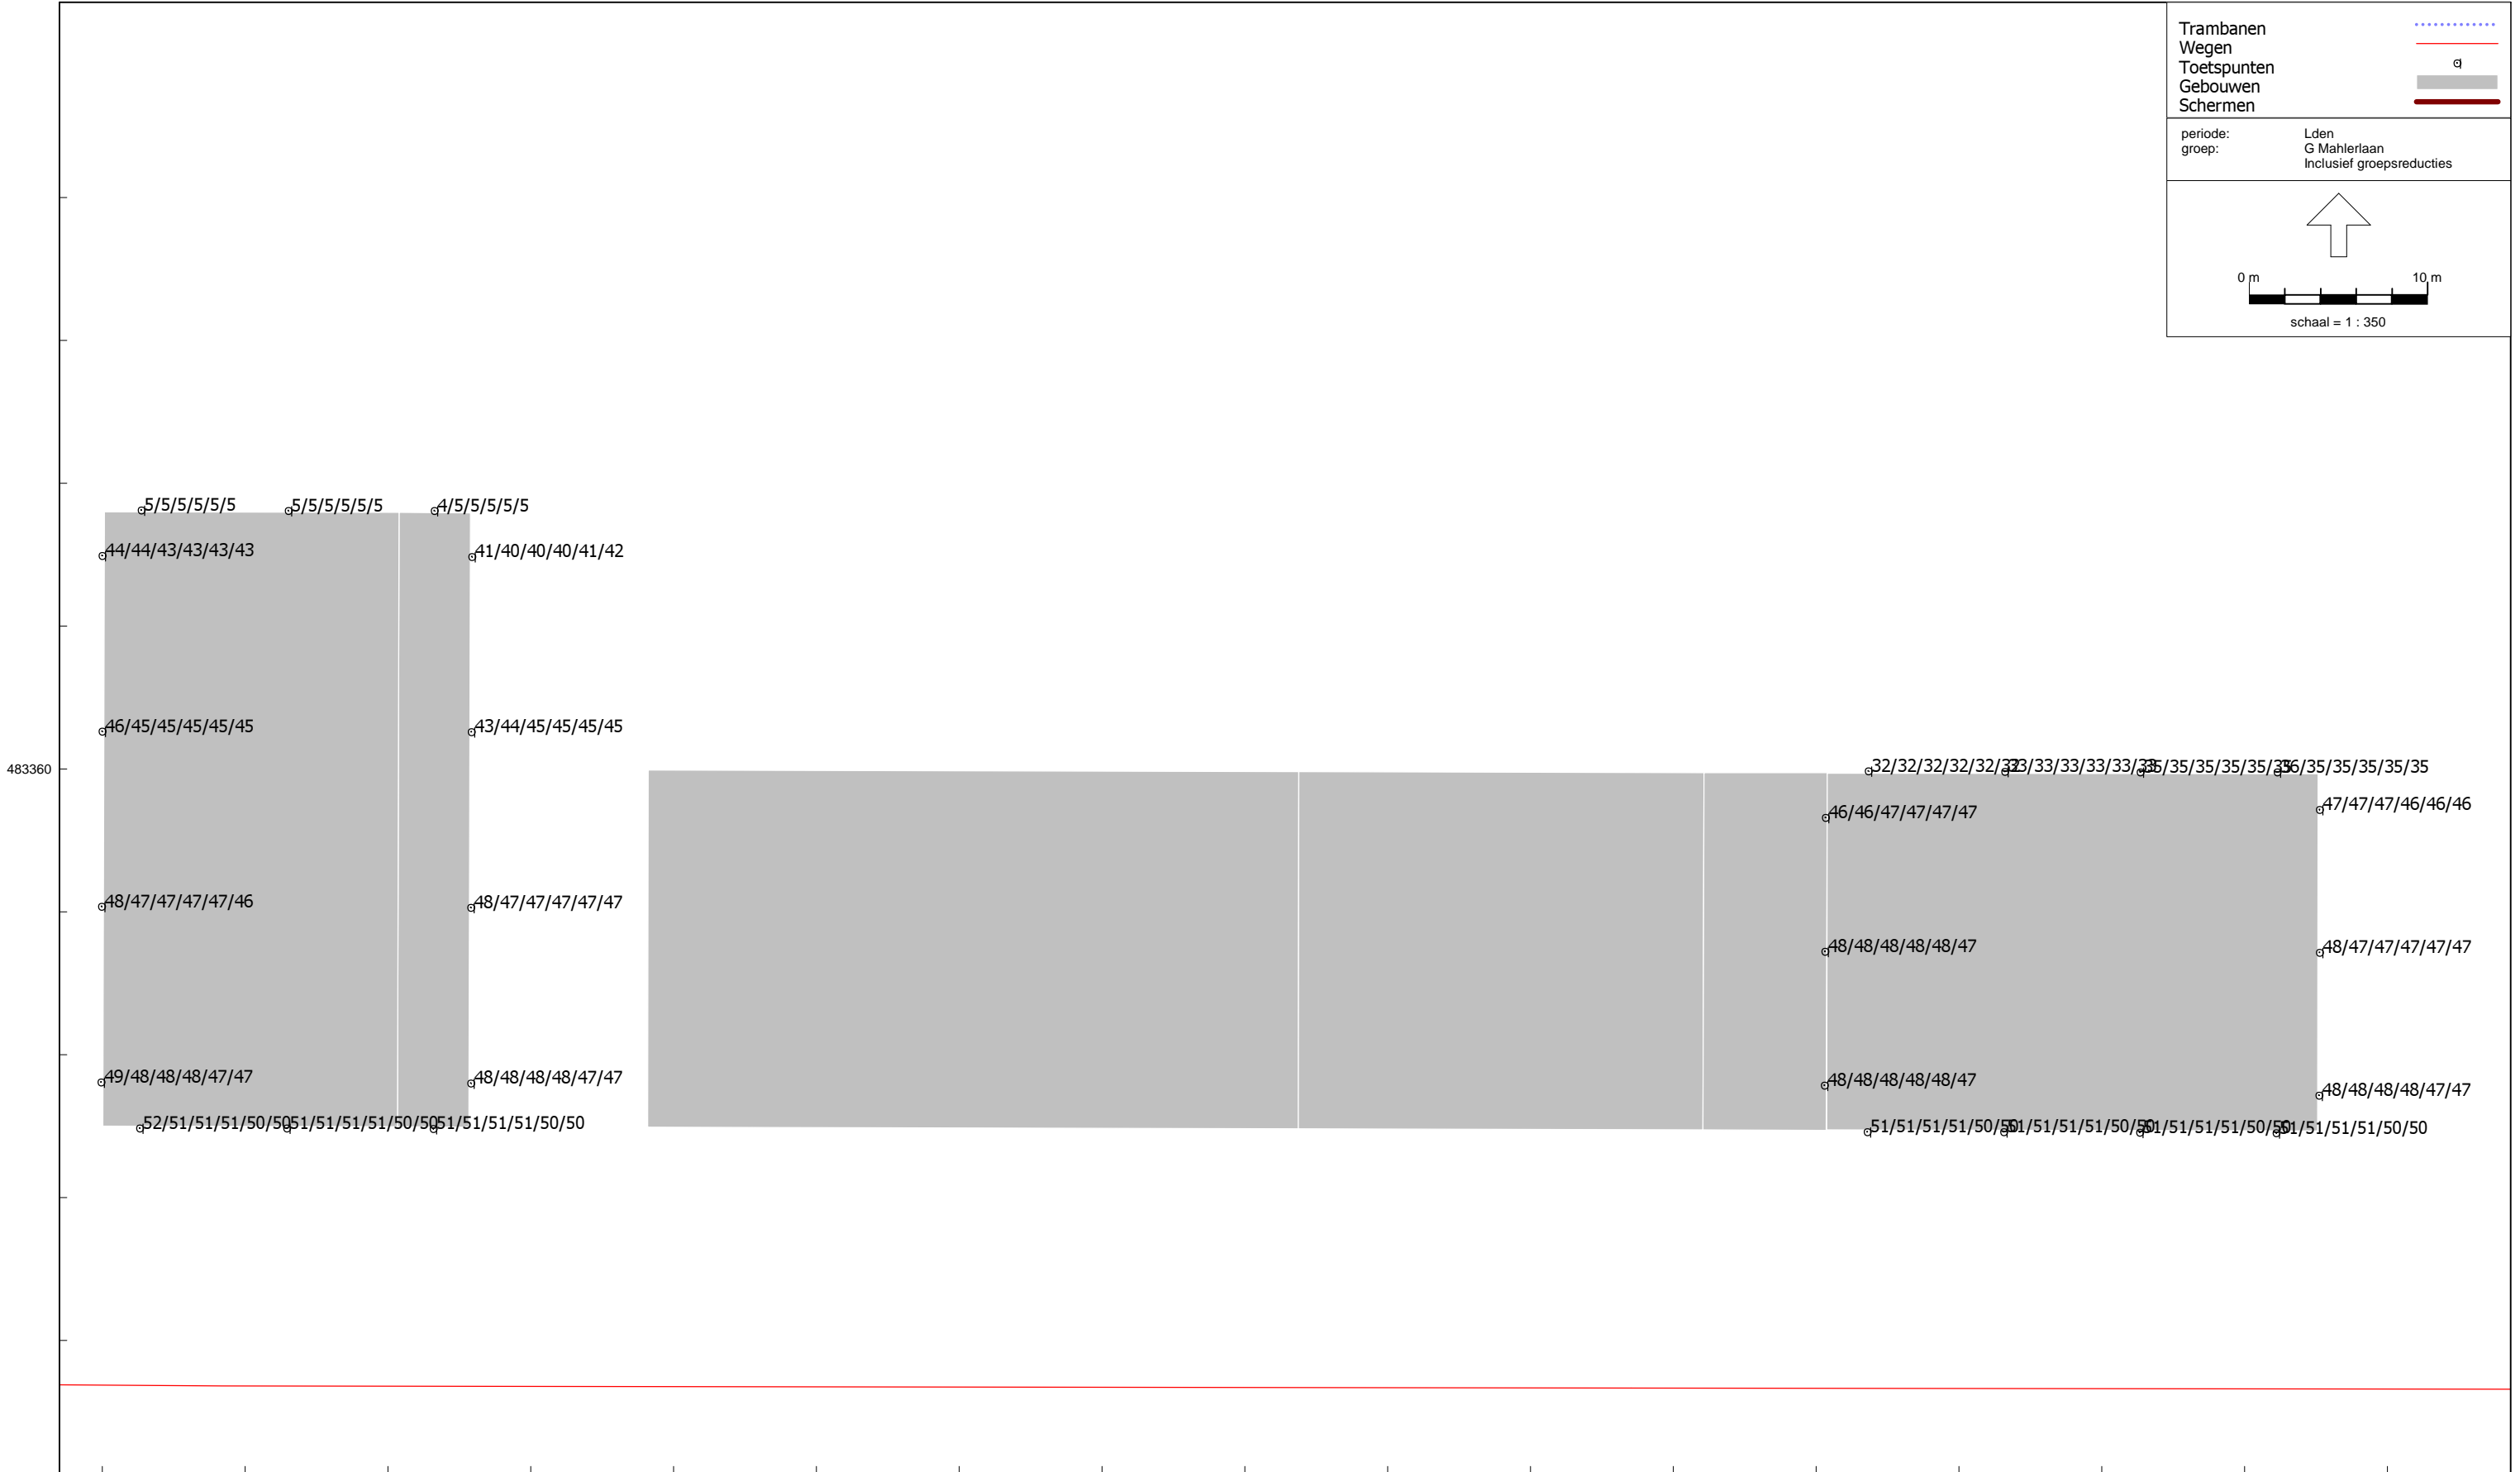 Trambanen
Wegen
Toetspunten
Gebouwen
Schermen
periode: Lden
groep: G Mahlerlaan
Inclusief groepsreducties
0 m 10 m
schaal = 1 : 350
5/5/5/5/5/5 5/5/5/5/5/5 4/5/5/5/5/5
44/44/43/43/43/43 41/40/40/40/41/42
46/45/45/45/45/45 43/44/45/45/45/45
483360
32/32/32/32/32/32 33/33/33/33/33/33 35/35/35/35/35/35 36/35/35/35/35/35
46/46/47/47/47/47 47/47/47/46/46/46
48/47/47/47/47/46 48/47/47/47/47/47
48/48/48/48/48/47 48/47/47/47/47/47
49/48/48/48/47/47 48/48/48/48/47/47
48/48/48/48/48/47 48/48/48/48/47/47
52/51/51/51/50/50 51/51/51/51/50/50 51/51/51/51/50/50
51/51/51/51/50/50 51/51/51/51/50/50 51/51/51/51/50/50 51/51/51/51/50/50